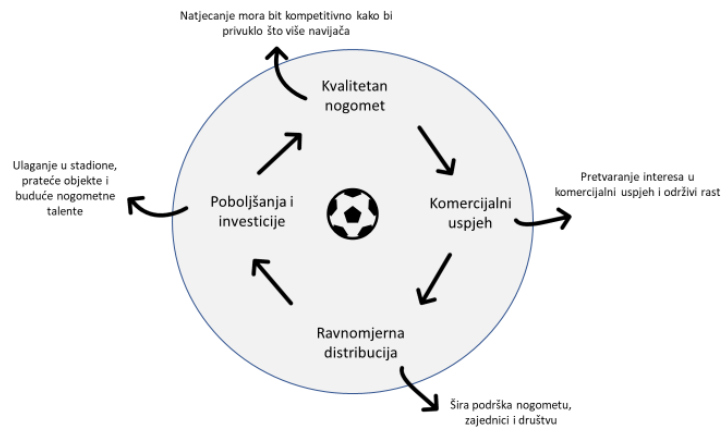 Natjecanje mora bit kompetitivno kako bi
privuklo što više navijača
Kvalitetan
nogomet
Ulaganje u stadione,
prateće objekte i
buduće nogometne
talente
Poboljšanja i
investicije
Komercijalni
uspjeh
Pretvaranje interesa u
komercijalni uspjeh i održivi rast
Ravnomjerna
distribucija
Šira podrška nogometu,
zajednici i društvu